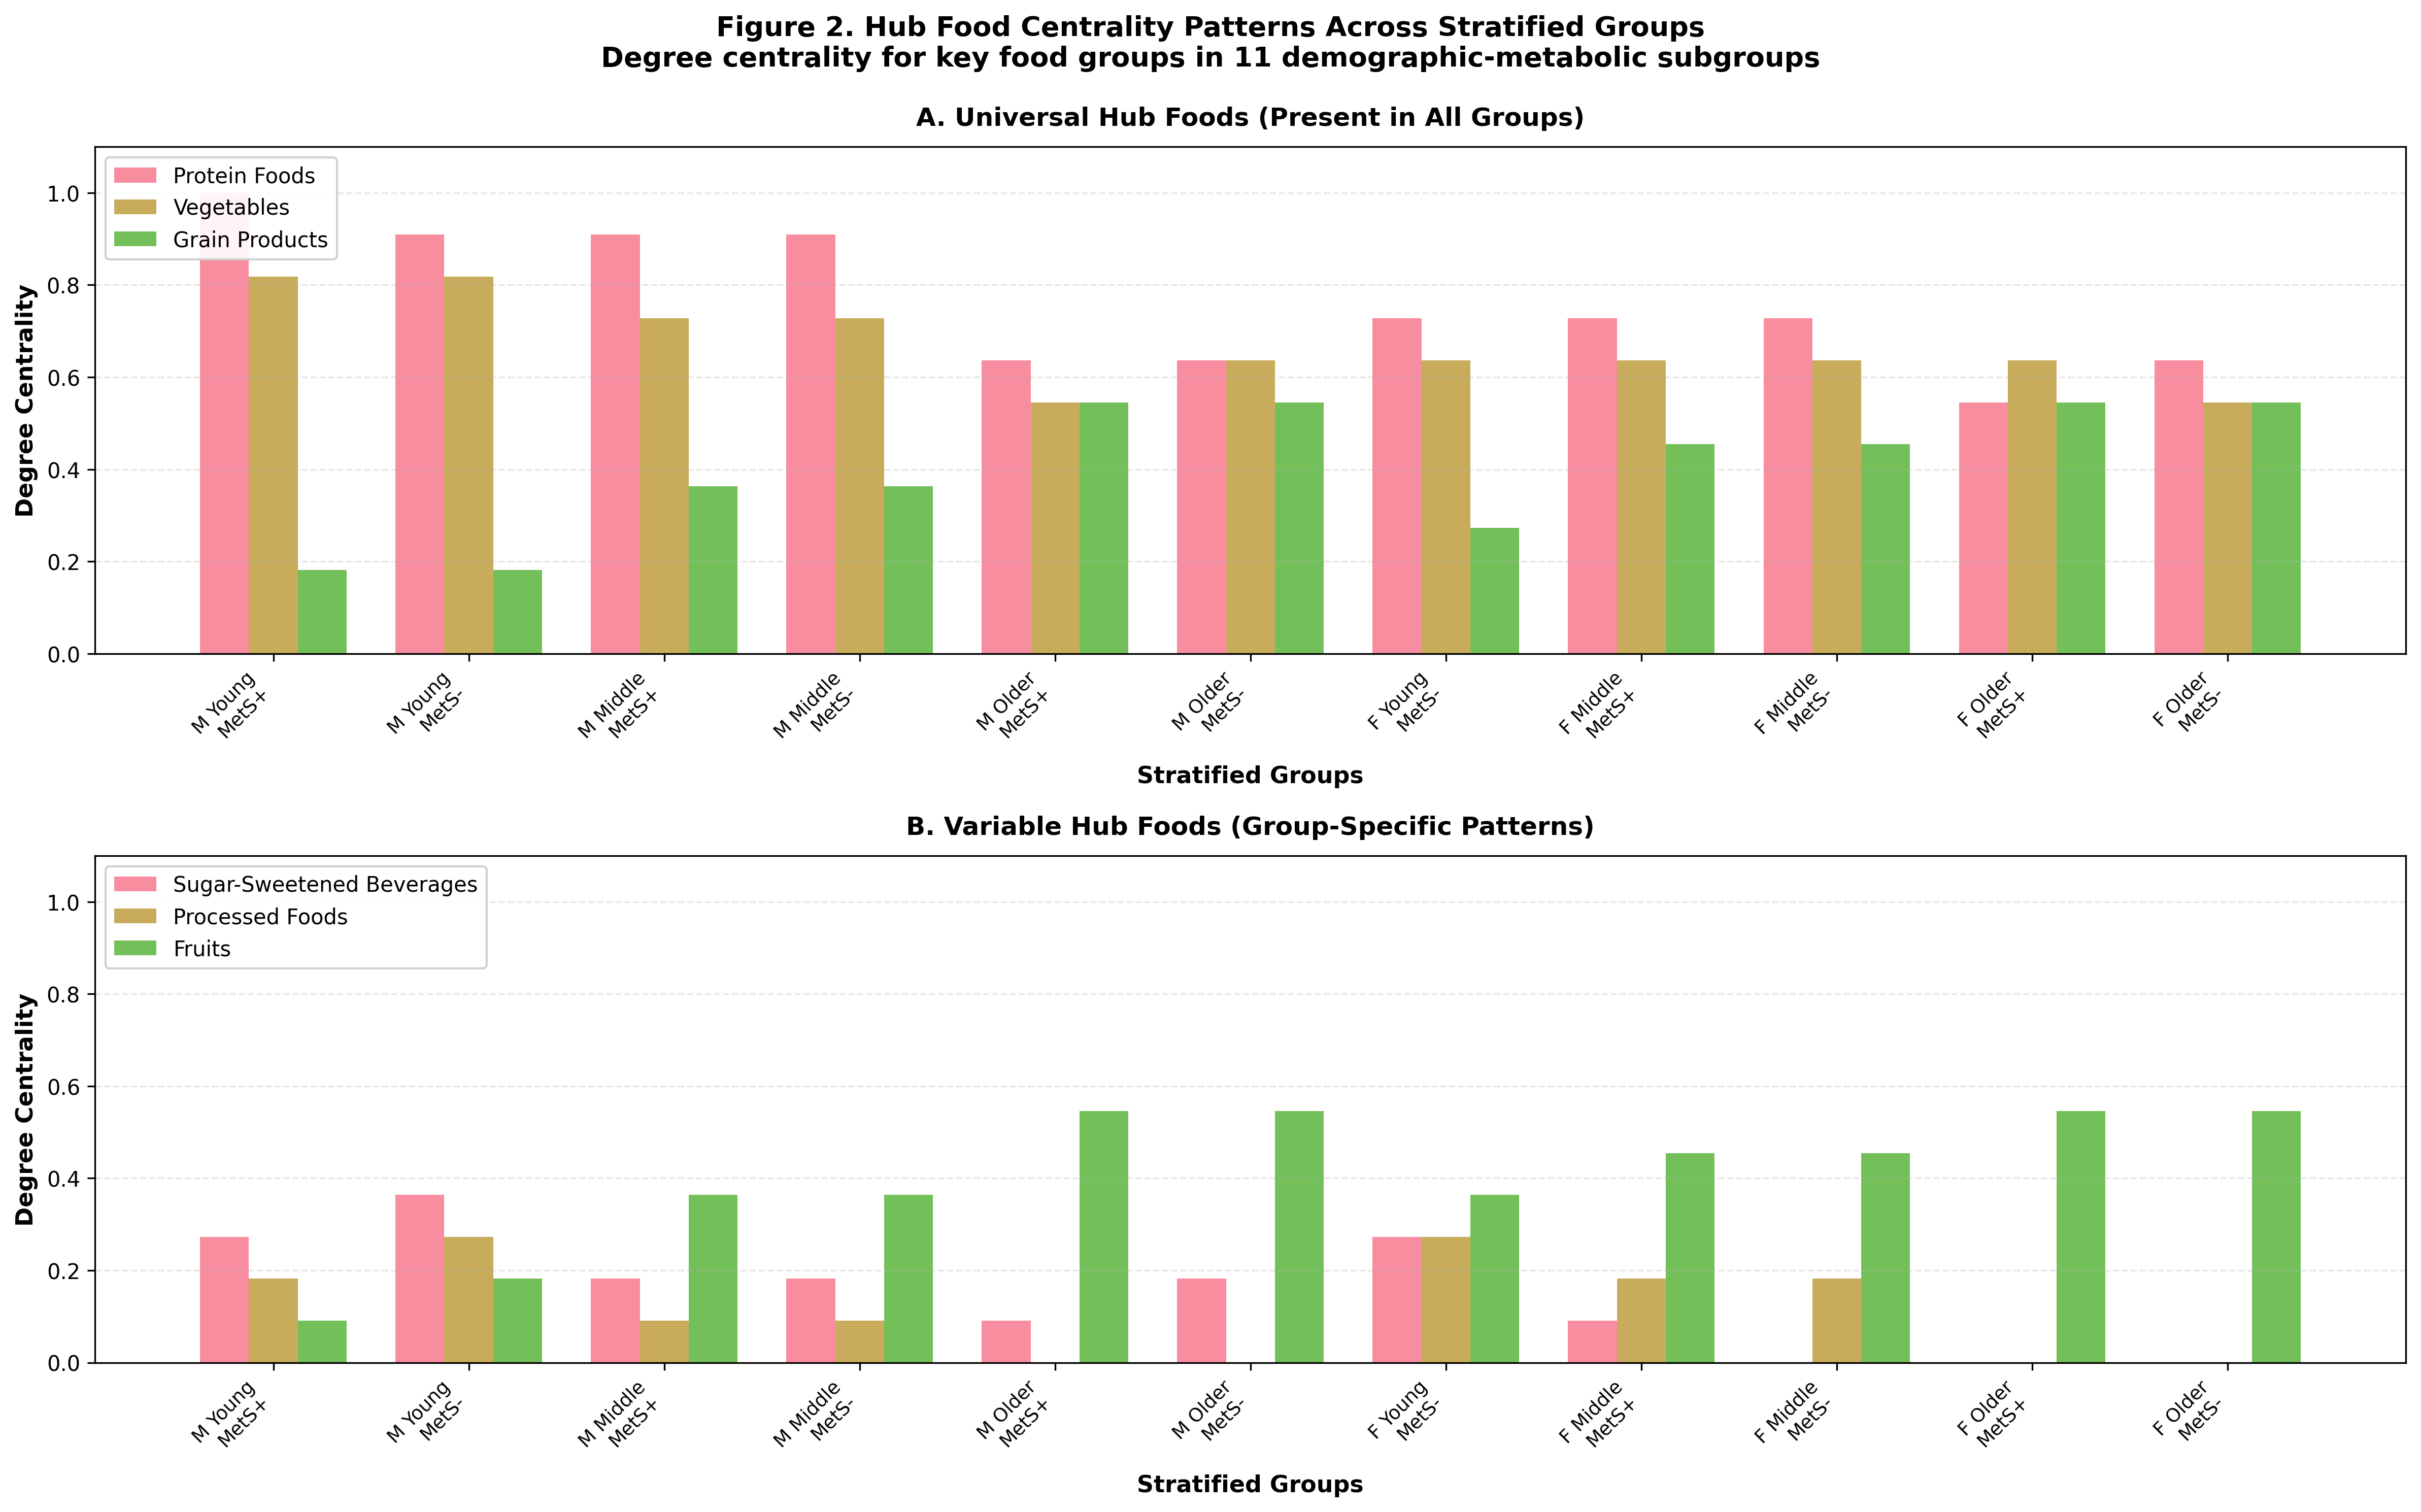 Figure 2. Hub Food Centrality Patterns Across Stratified Groups
Degree centrality for key food groups in 11 demographic-metabolic subgroups
A. Universal Hub Foods (Present in All Groups)
Protein Foods
Vegetables
Grain Products
Degree Centrality
1.0
0.8
0.6
0.4
0.2
0.0
M Young
MetS+
M Young
MetS-
M Middle
MetS+
M Middle
MetS-
M Older
MetS+
M Older
MetS-
F Young
MetS-
F Middle
MetS+
F Middle
MetS-
F Older
MetS+
F Older
MetS-
Stratified Groups
B. Variable Hub Foods (Group-Specific Patterns)
Sugar-Sweetened Beverages
Processed Foods
Fruits
Degree Centrality
1.0
0.8
0.6
0.4
0.2
0.0
M Young
MetS+
M Young
MetS-
M Middle
MetS+
M Middle
MetS-
M Older
MetS+
M Older
MetS-
F Young
MetS-
F Middle
MetS+
F Middle
MetS-
F Older
MetS+
F Older
MetS-
Stratified Groups